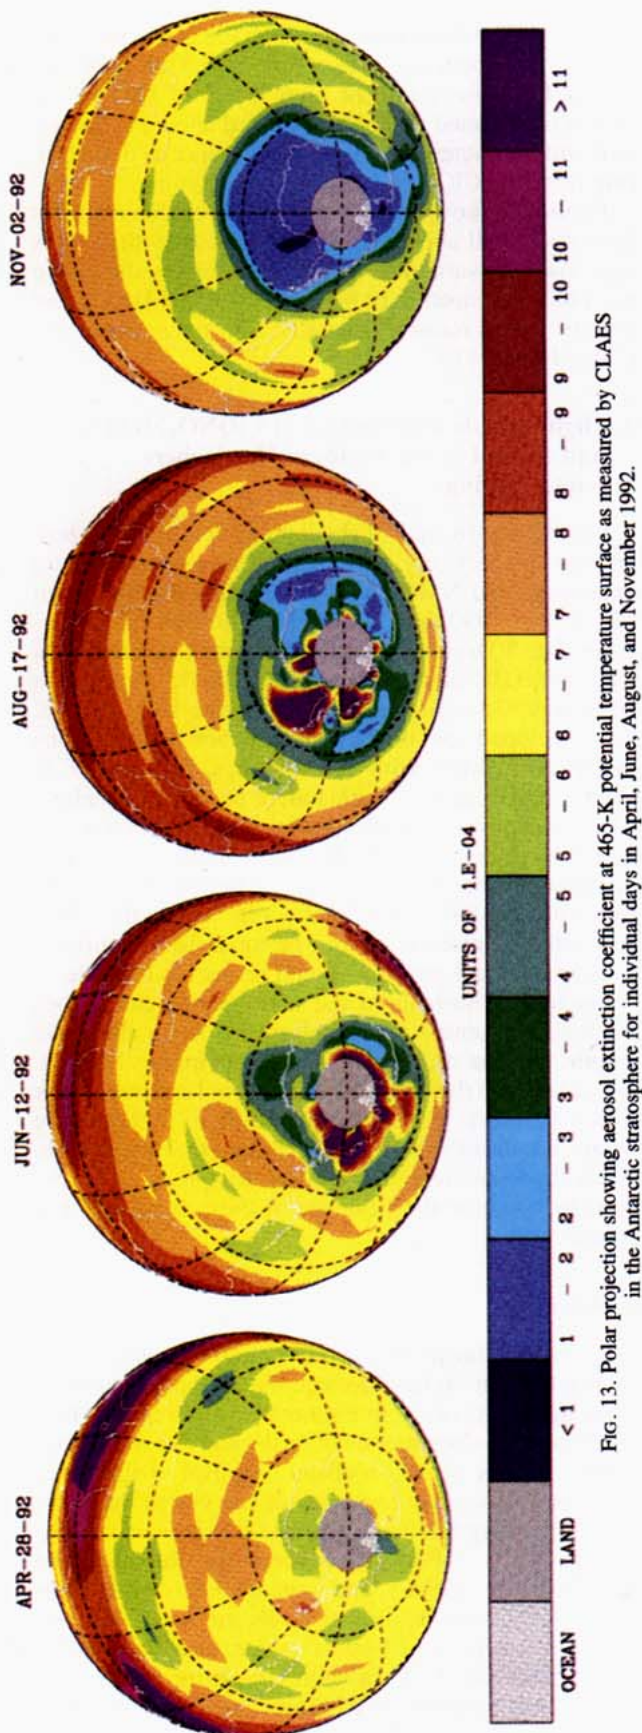 APR-28-92
JUN-12-92
AUG-17-92
NOV-02-92
UNITS OF 1.E-04
OCEAN LAND < 1 1 - 2 2 - 3 3 - 4 4 - 5 5 - 6 6 - 7 7 - 8 8 - 9 9 - 10 10 - 11 > 11
FIG. 13. Polar projection showing aerosol extinction coefficient at 465-K potential temperature surface as measured by CLAES
in the Antarctic stratosphere for individual days in April, June, August, and November 1992.